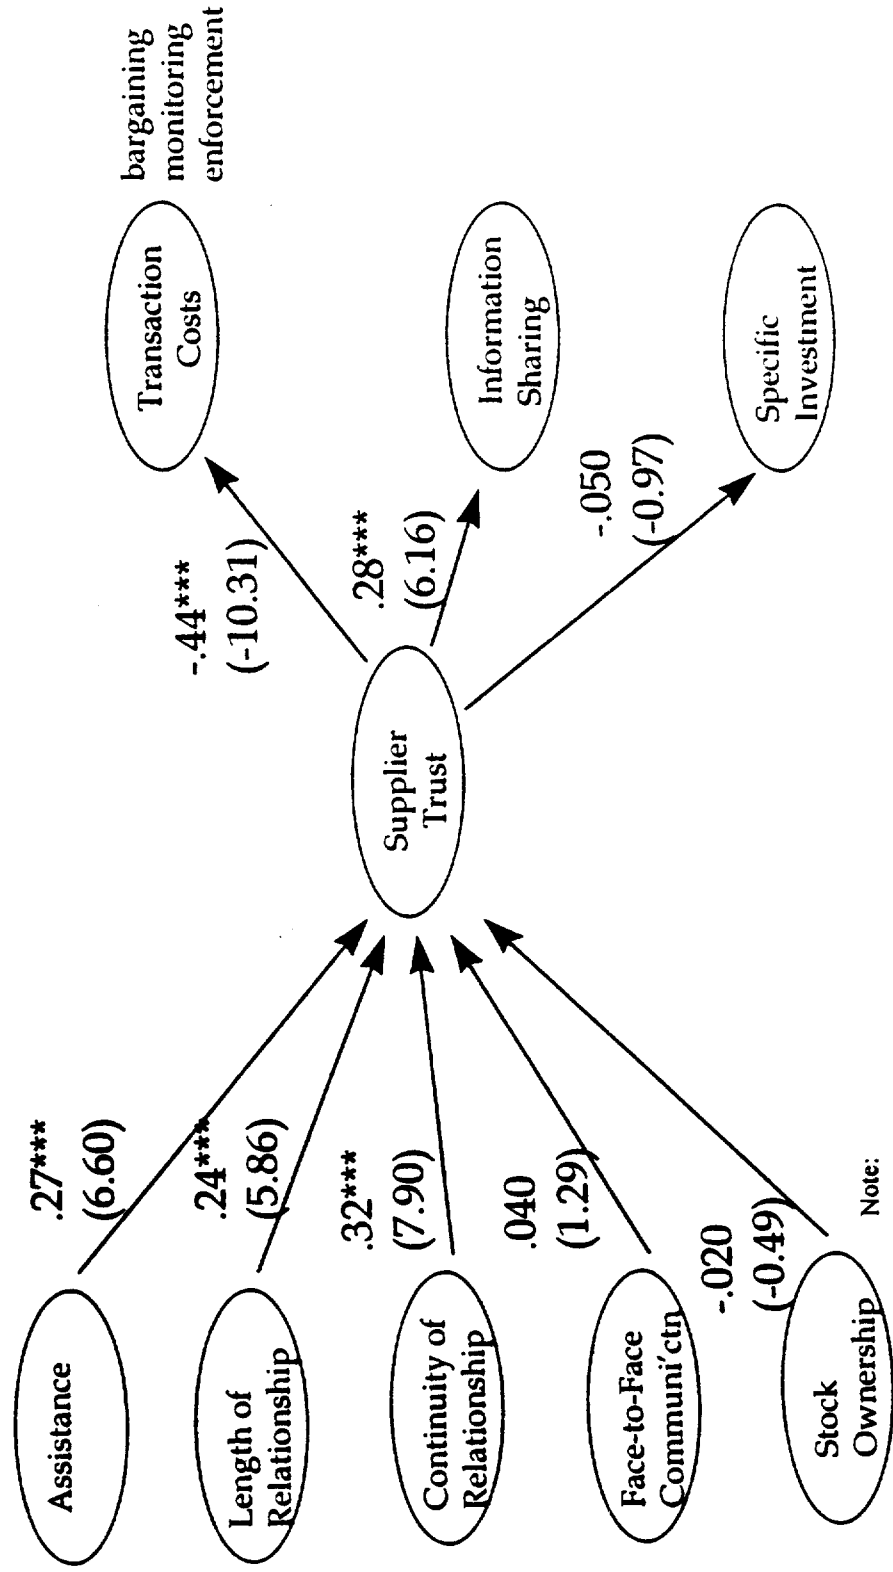 Assistance
.27***
(6.60)
Length of
Relationship
.24***
(5.86)
Continuity of
Relationship
.32***
(7.90)
Face-to-Face
Communi'ctn
.040
(1.29)
Stock
Ownership
-.020
(-0.49)
Supplier
Trust
-.44***
(-10.31)
Transaction
Costs
bargaining
monitoring
enforcement
.28***
(6.16)
Information
Sharing
-.050
(-0.97)
Specific
Investment
Note: